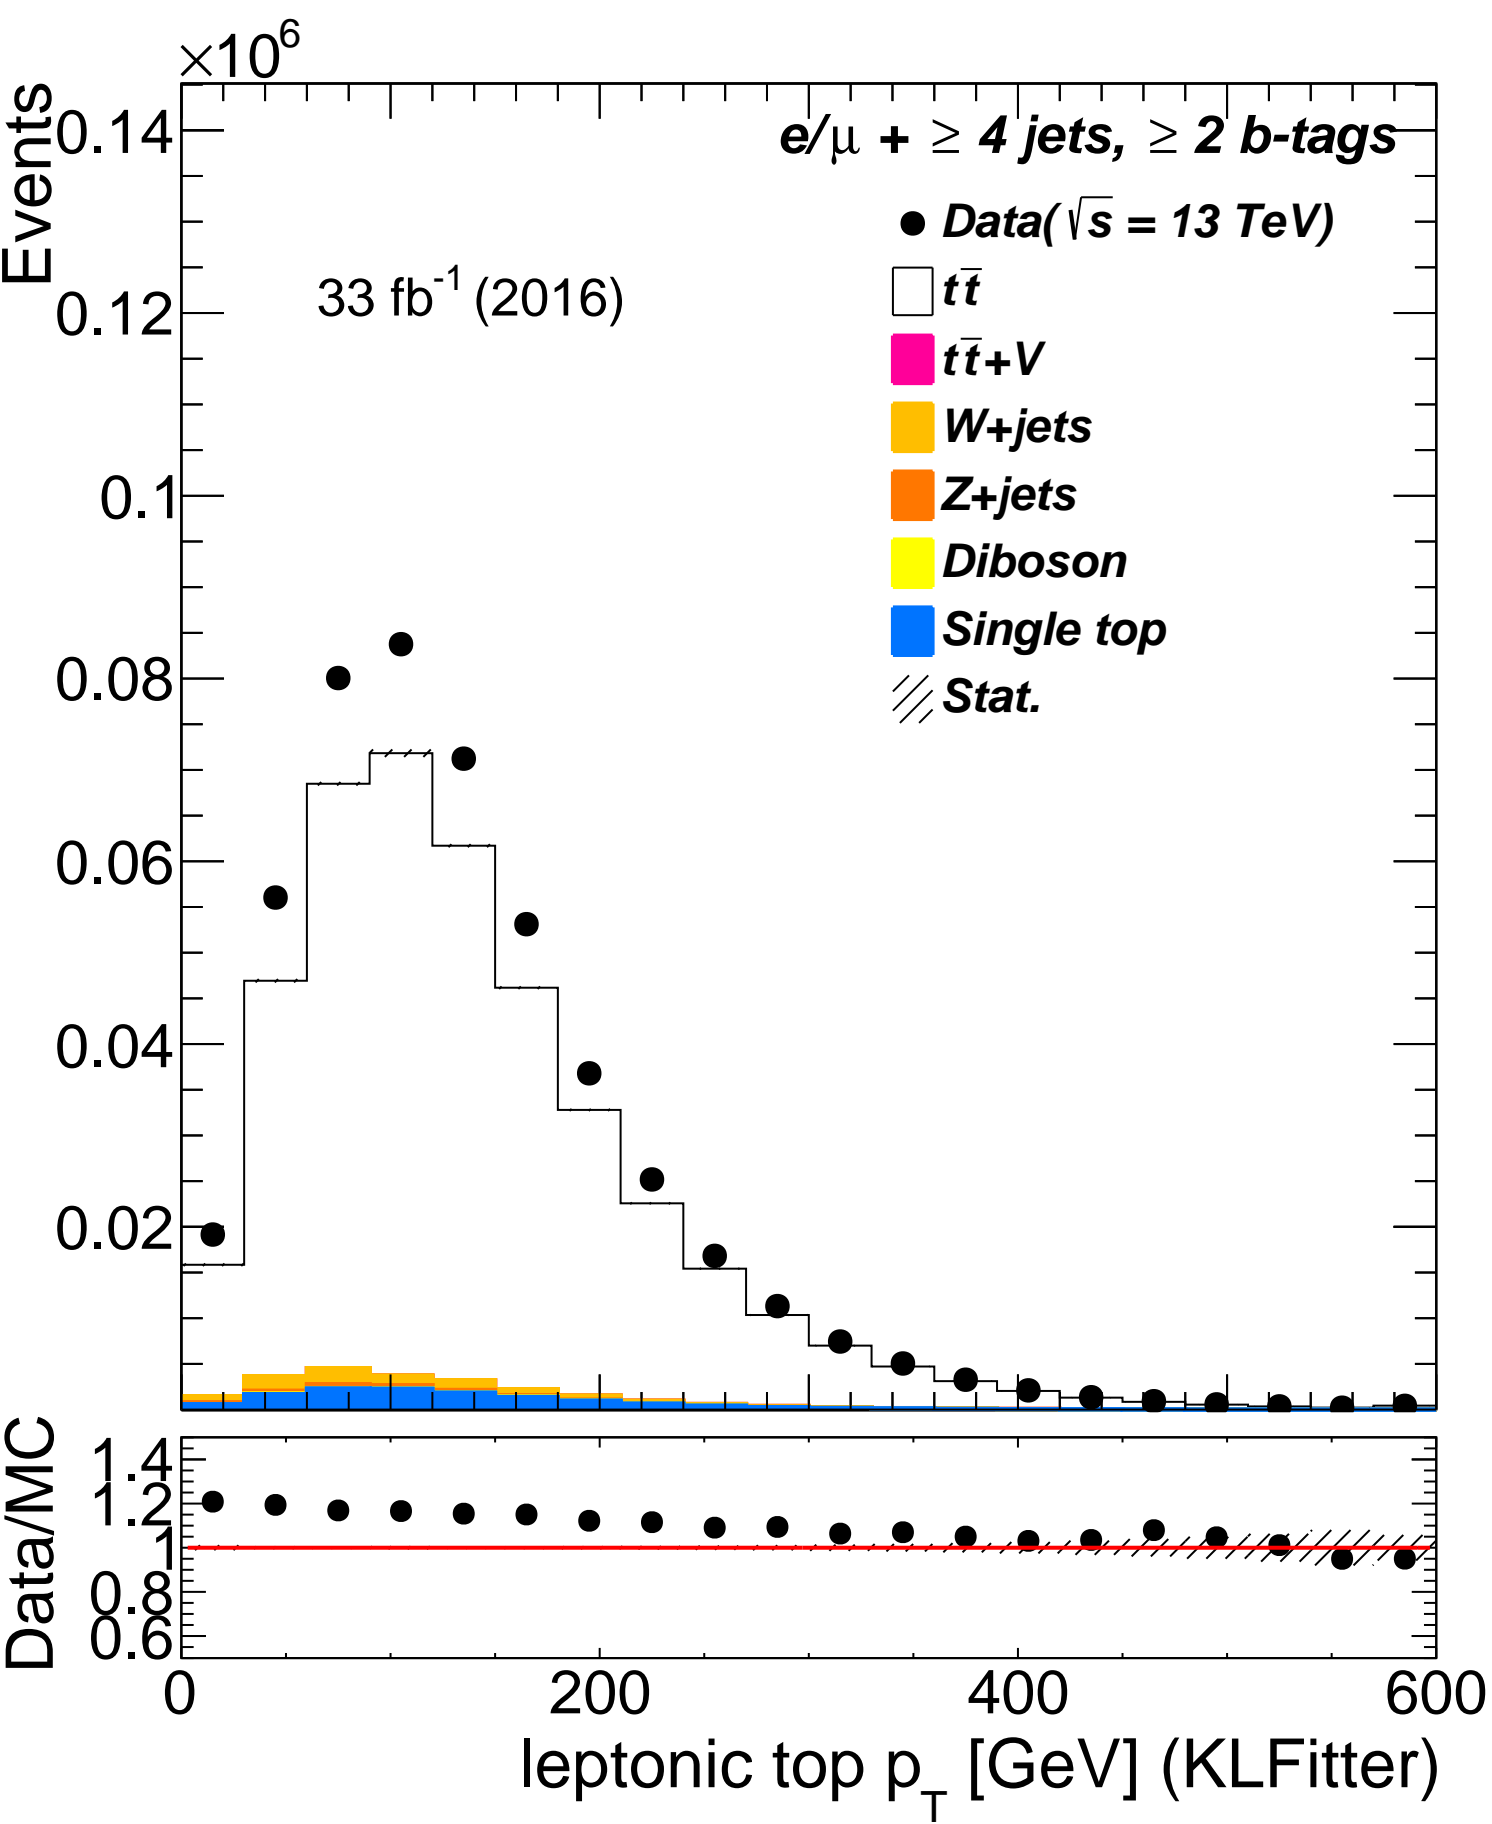 ×10⁶
Events
0.14
0.12
0.1
0.08
0.06
0.04
0.02
e/μ + ≥ 4 jets, ≥ 2 b-tags
33 fb⁻¹ (2016)
Data(√s = 13 TeV)
tt̅
tt̅+V
W+jets
Z+jets
Diboson
Single top
Stat.
Data/MC
1.4
1.2
1
0.8
0.6
0 200 400 600
leptonic top p_T [GeV] (KLFitter)